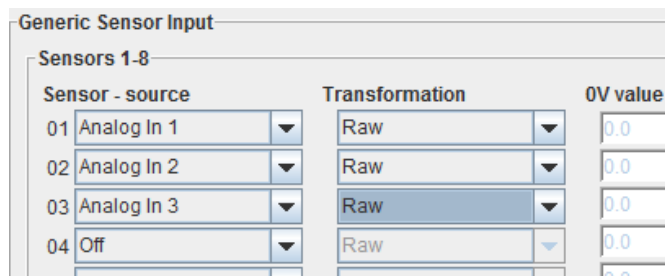 Generic Sensor Input
Sensors 1-8
Sensor - source Transformation 0V value
01 Analog In 1 Raw 0.0
02 Analog In 2 Raw 0.0
03 Analog In 3 Raw 0.0
04 Off Raw 0.0